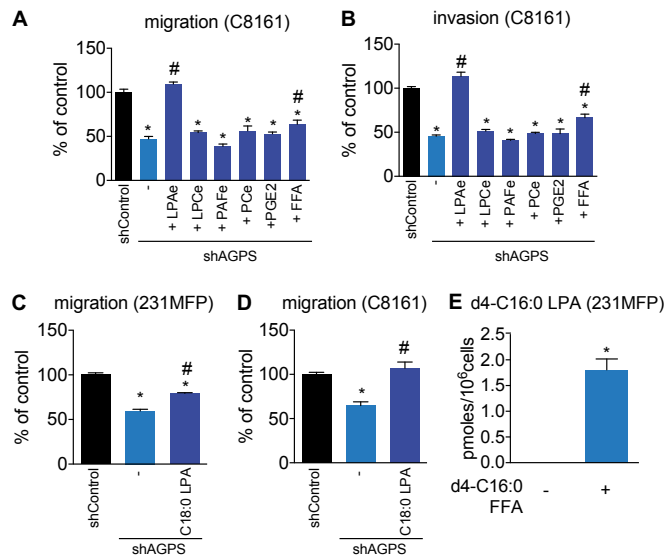 A
migration (C8161)
% of control
150
100
50
0
#
#
*
*
*
*
*
*
shControl
-
+ LPAe
+ LPCe
+ PAFe
+ PCe
+PGE2
+ FFA
shAGPS
B
invasion (C8161)
% of control
150
100
50
0
#
#
*
*
*
*
*
*
shControl
-
+ LPAe
+ LPCe
+ PAFe
+ PCe
+ PGE2
+ FFA
shAGPS
C
migration (231MFP)
% of control
150
100
50
0
*
#
*
shControl
-
C18:0 LPA
shAGPS
D
migration (C8161)
% of control
150
100
50
0
*
#
shControl
-
C18:0 LPA
shAGPS
E
d4-C16:0 LPA (231MFP)
pmoles/10⁶cells
2.5
2.0
1.5
1.0
0.5
0.0
*
d4-C16:0
FFA
-
+